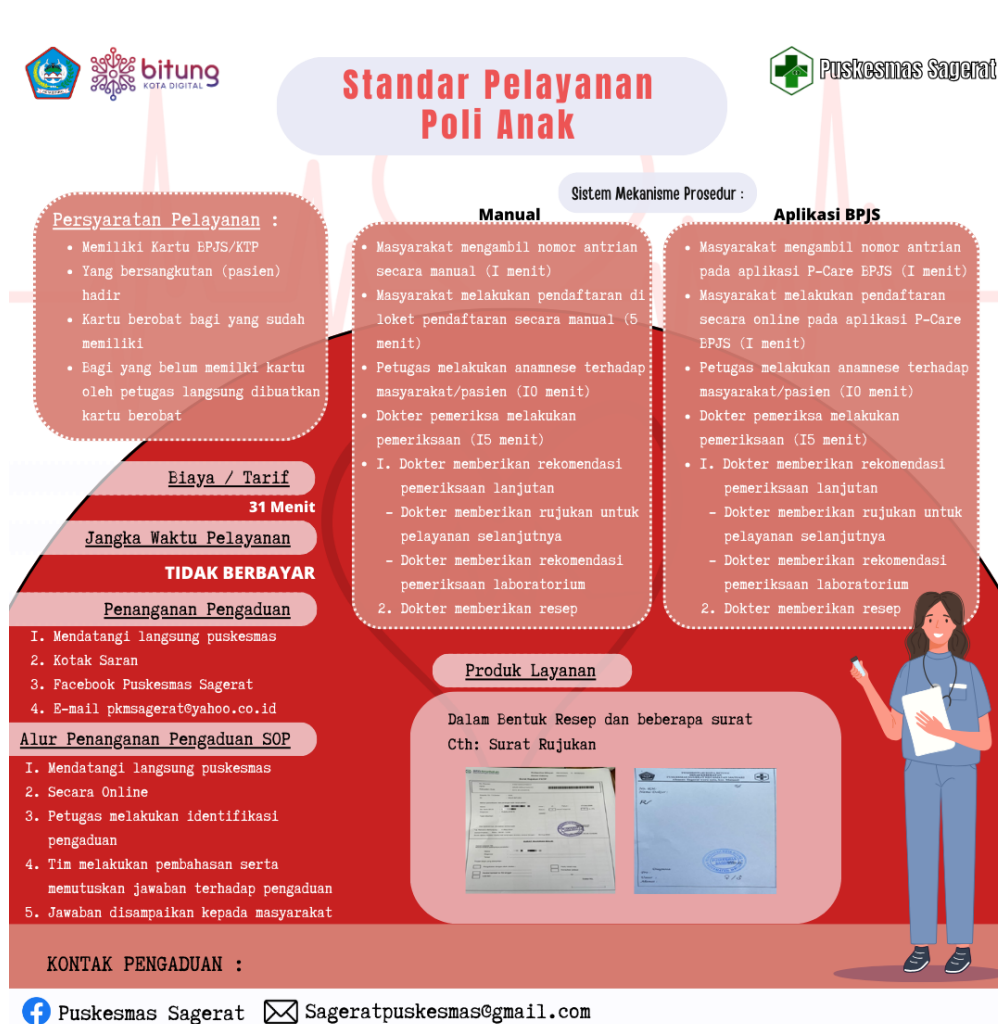 bitung
KOTA DIGITAL
Standar Pelayanan
Poli Anak
Puskesmas Sagerat
Persyaratan Pelayanan :
• Memiliki Kartu BPJS/KTP
• Yang bersangkutan (pasien)
hadir
• Kartu berobat bagi yang sudah
memiliki
• Bagi yang belum memilki kartu
oleh petugas langsung dibuatkan
kartu berobat
Biaya / Tarif
31 Menit
Jangka Waktu Pelayanan
TIDAK BERBAYAR
Penanganan Pengaduan
I. Mendatangi langsung puskesmas
2. Kotak Saran
3. Facebook Puskesmas Sagerat
4. E-mail pkmsagerat@yahoo.co.id
Alur Penanganan Pengaduan SOP
I. Mendatangi langsung puskesmas
2. Secara Online
3. Petugas melakukan identifikasi
pengaduan
4. Tim melakukan pembahasan serta
memutuskan jawaban terhadap pengaduan
5. Jawaban disampaikan kepada masyarakat
Sistem Mekanisme Prosedur :
Manual
• Masyarakat mengambil nomor antrian
secara manual (I menit)
• Masyarakat melakukan pendaftaran di
loket pendaftaran secara manual (5
menit)
• Petugas melakukan anamnese terhadap
masyarakat/pasien (I0 menit)
• Dokter pemeriksa melakukan
pemeriksaan (I5 menit)
• I. Dokter memberikan rekomendasi
pemeriksaan lanjutan
- Dokter memberikan rujukan untuk
pelayanan selanjutnya
- Dokter memberikan rekomendasi
pemeriksaan laboratorium
2. Dokter memberikan resep
Aplikasi BPJS
• Masyarakat mengambil nomor antrian
pada aplikasi P-Care BPJS (I menit)
• Masyarakat melakukan pendaftaran
secara online pada aplikasi P-Care
BPJS (I menit)
• Petugas melakukan anamnese terhadap
masyarakat/pasien (I0 menit)
• Dokter pemeriksa melakukan
pemeriksaan (I5 menit)
• I. Dokter memberikan rekomendasi
pemeriksaan lanjutan
- Dokter memberikan rujukan untuk
pelayanan selanjutnya
- Dokter memberikan rekomendasi
pemeriksaan laboratorium
2. Dokter memberikan resep
Produk Layanan
Dalam Bentuk Resep dan beberapa surat
Cth: Surat Rujukan
R/
KONTAK PENGADUAN :
Puskesmas Sagerat
Sageratpuskesmas@gmail.com